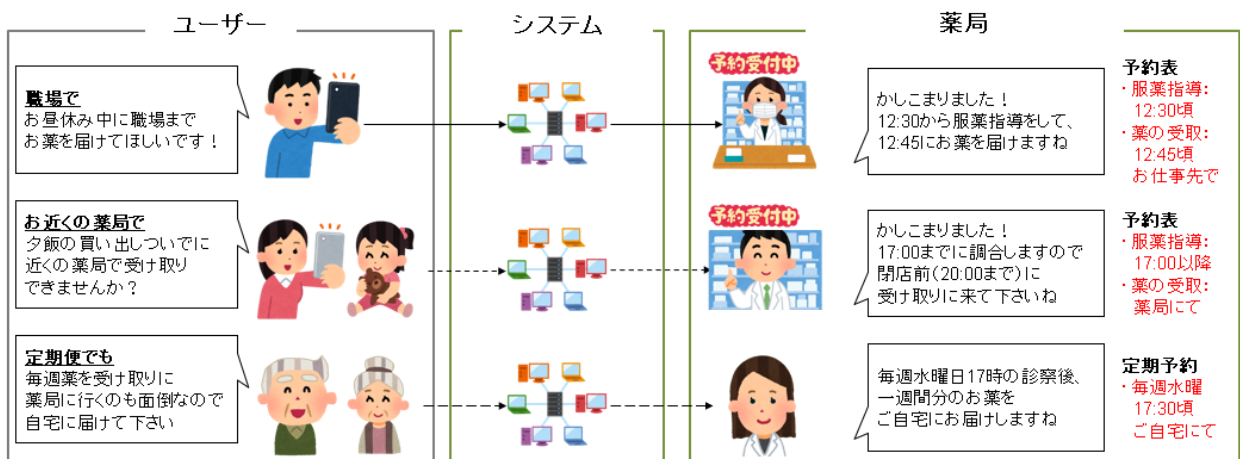 ユーザー
システム
薬局
職場で
お昼休み中に職場まで
お薬を届けてほしいです！
予約受付中
かしこまりました！
12:30から服薬指導をして、
12:45にお薬を届けますね
予約表
・服薬指導：
12:30頃
・薬の受取：
12:45頃
お仕事先で
お近くの薬局で
夕飯の買い出しついでに
近くの薬局で受け取り
できませんか？
予約受付中
かしこまりました！
17:00までに調合しますので
閉店前(20:00まで)に
受け取りに来て下さいね
予約表
・服薬指導：
17:00以降
・薬の受取：
薬局にて
定期便でも
毎週薬を受け取りに
薬局に行くのも面倒なので
自宅に届けて下さい
毎週水曜日17時の診察後、
一週間分のお薬を
ご自宅にお届けしますね
定期予約
・毎週水曜
17:30頃
ご自宅にて